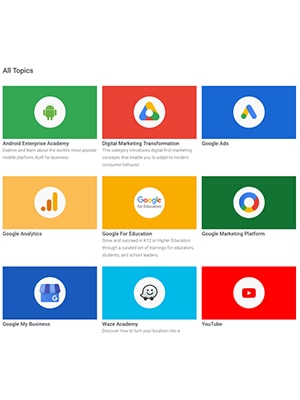 All Topics
Android Enterprise Academy
Explore and learn about the world's most popular
mobile platform, built for business.
Digital Marketing Transformation
This category introduces digital first marketing
concepts that enable you to adapt to modern
consumer behavior.
Google Ads
Google Analytics
Google
For Education
Google For Education
Grow and succeed in K12 or Higher Education
through a curated set of trainings for educators,
students, and school leaders.
Google Marketing Platform
G
Google My Business
Waze Academy
Discover how to turn your location into a
YouTube